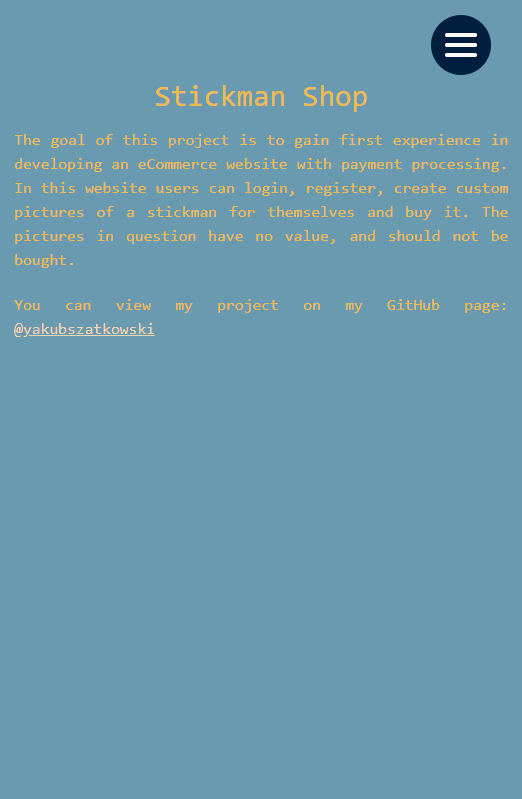 Stickman Shop
The goal of this project is to gain first experience in
developing an eCommerce website with payment processing.
In this website users can login, register, create custom
pictures of a stickman for themselves and buy it. The
pictures in question have no value, and should not be
bought.
You can view my project on my GitHub page:
@yakubszatkowski